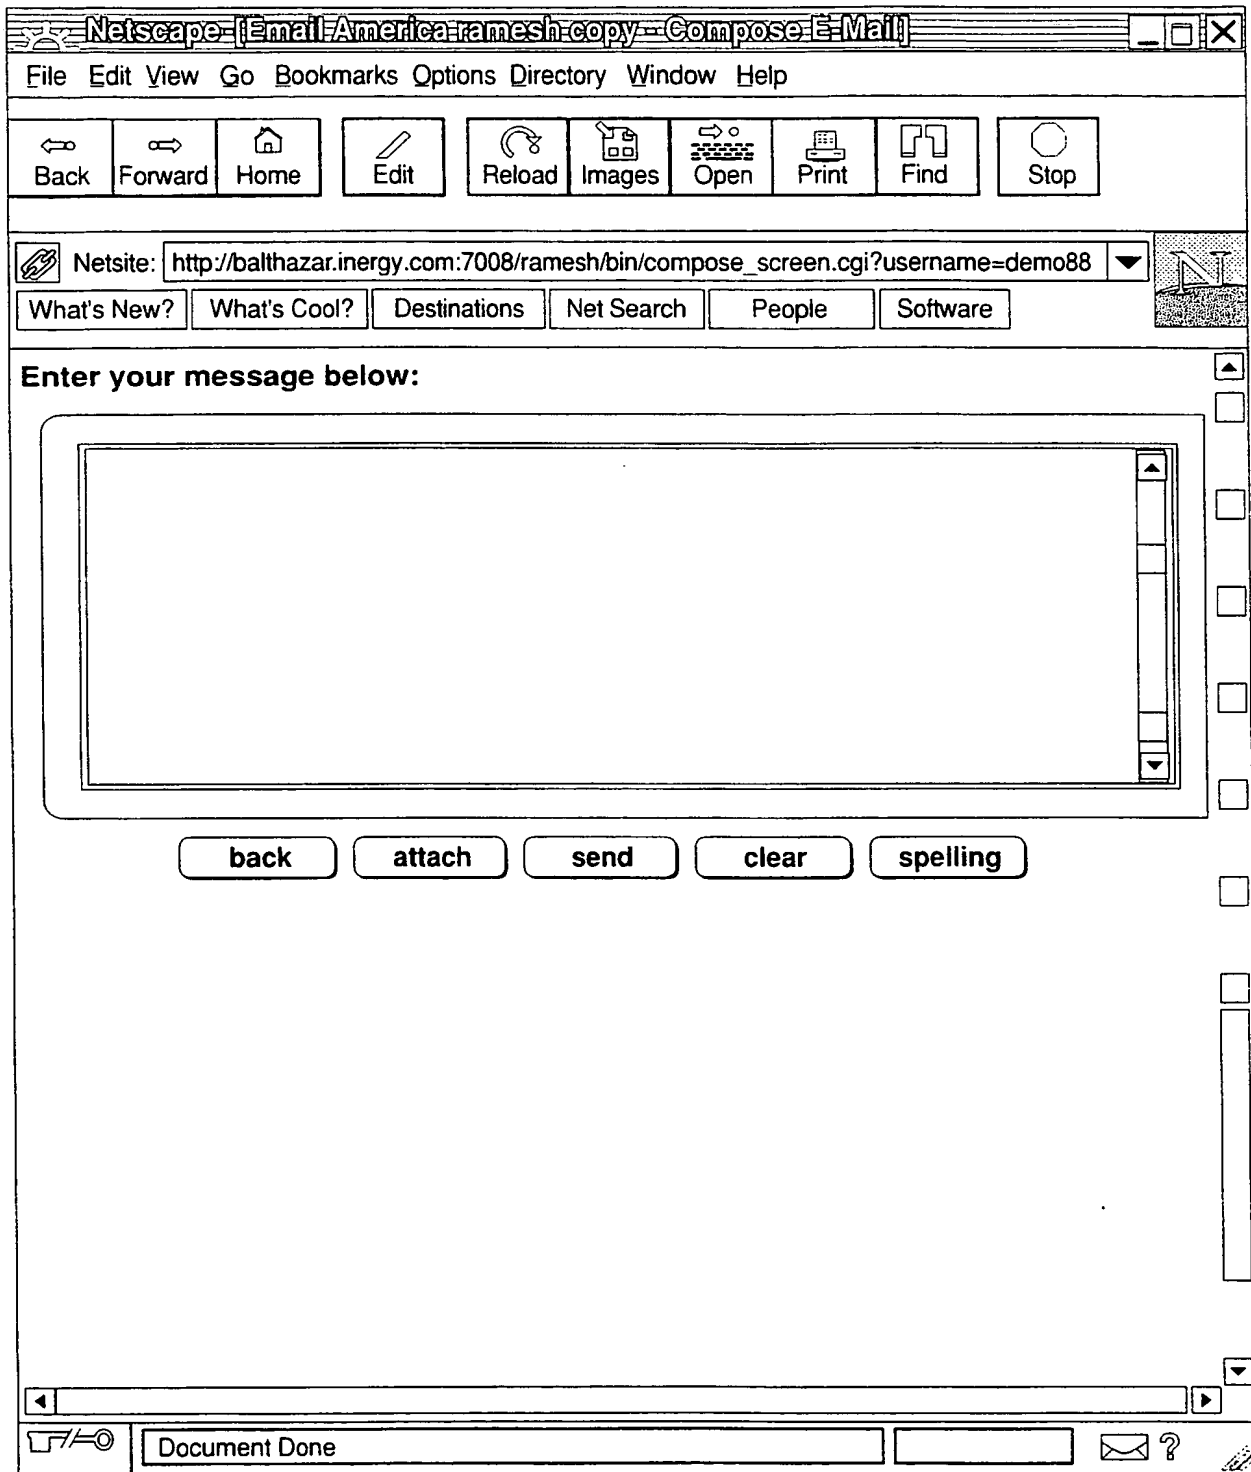 Netscape-[Email America ramesh copy -- Compose E-Mail]
File Edit View Go Bookmarks Options Directory Window Help
Back Forward Home Edit Reload Images Open Print Find Stop
Netsite: http://balthazar.inergy.com:7008/ramesh/bin/compose_screen.cgi?username=demo88
N
What's New? What's Cool? Destinations Net Search People Software
Enter your message below:
back attach send clear spelling
Document Done ?